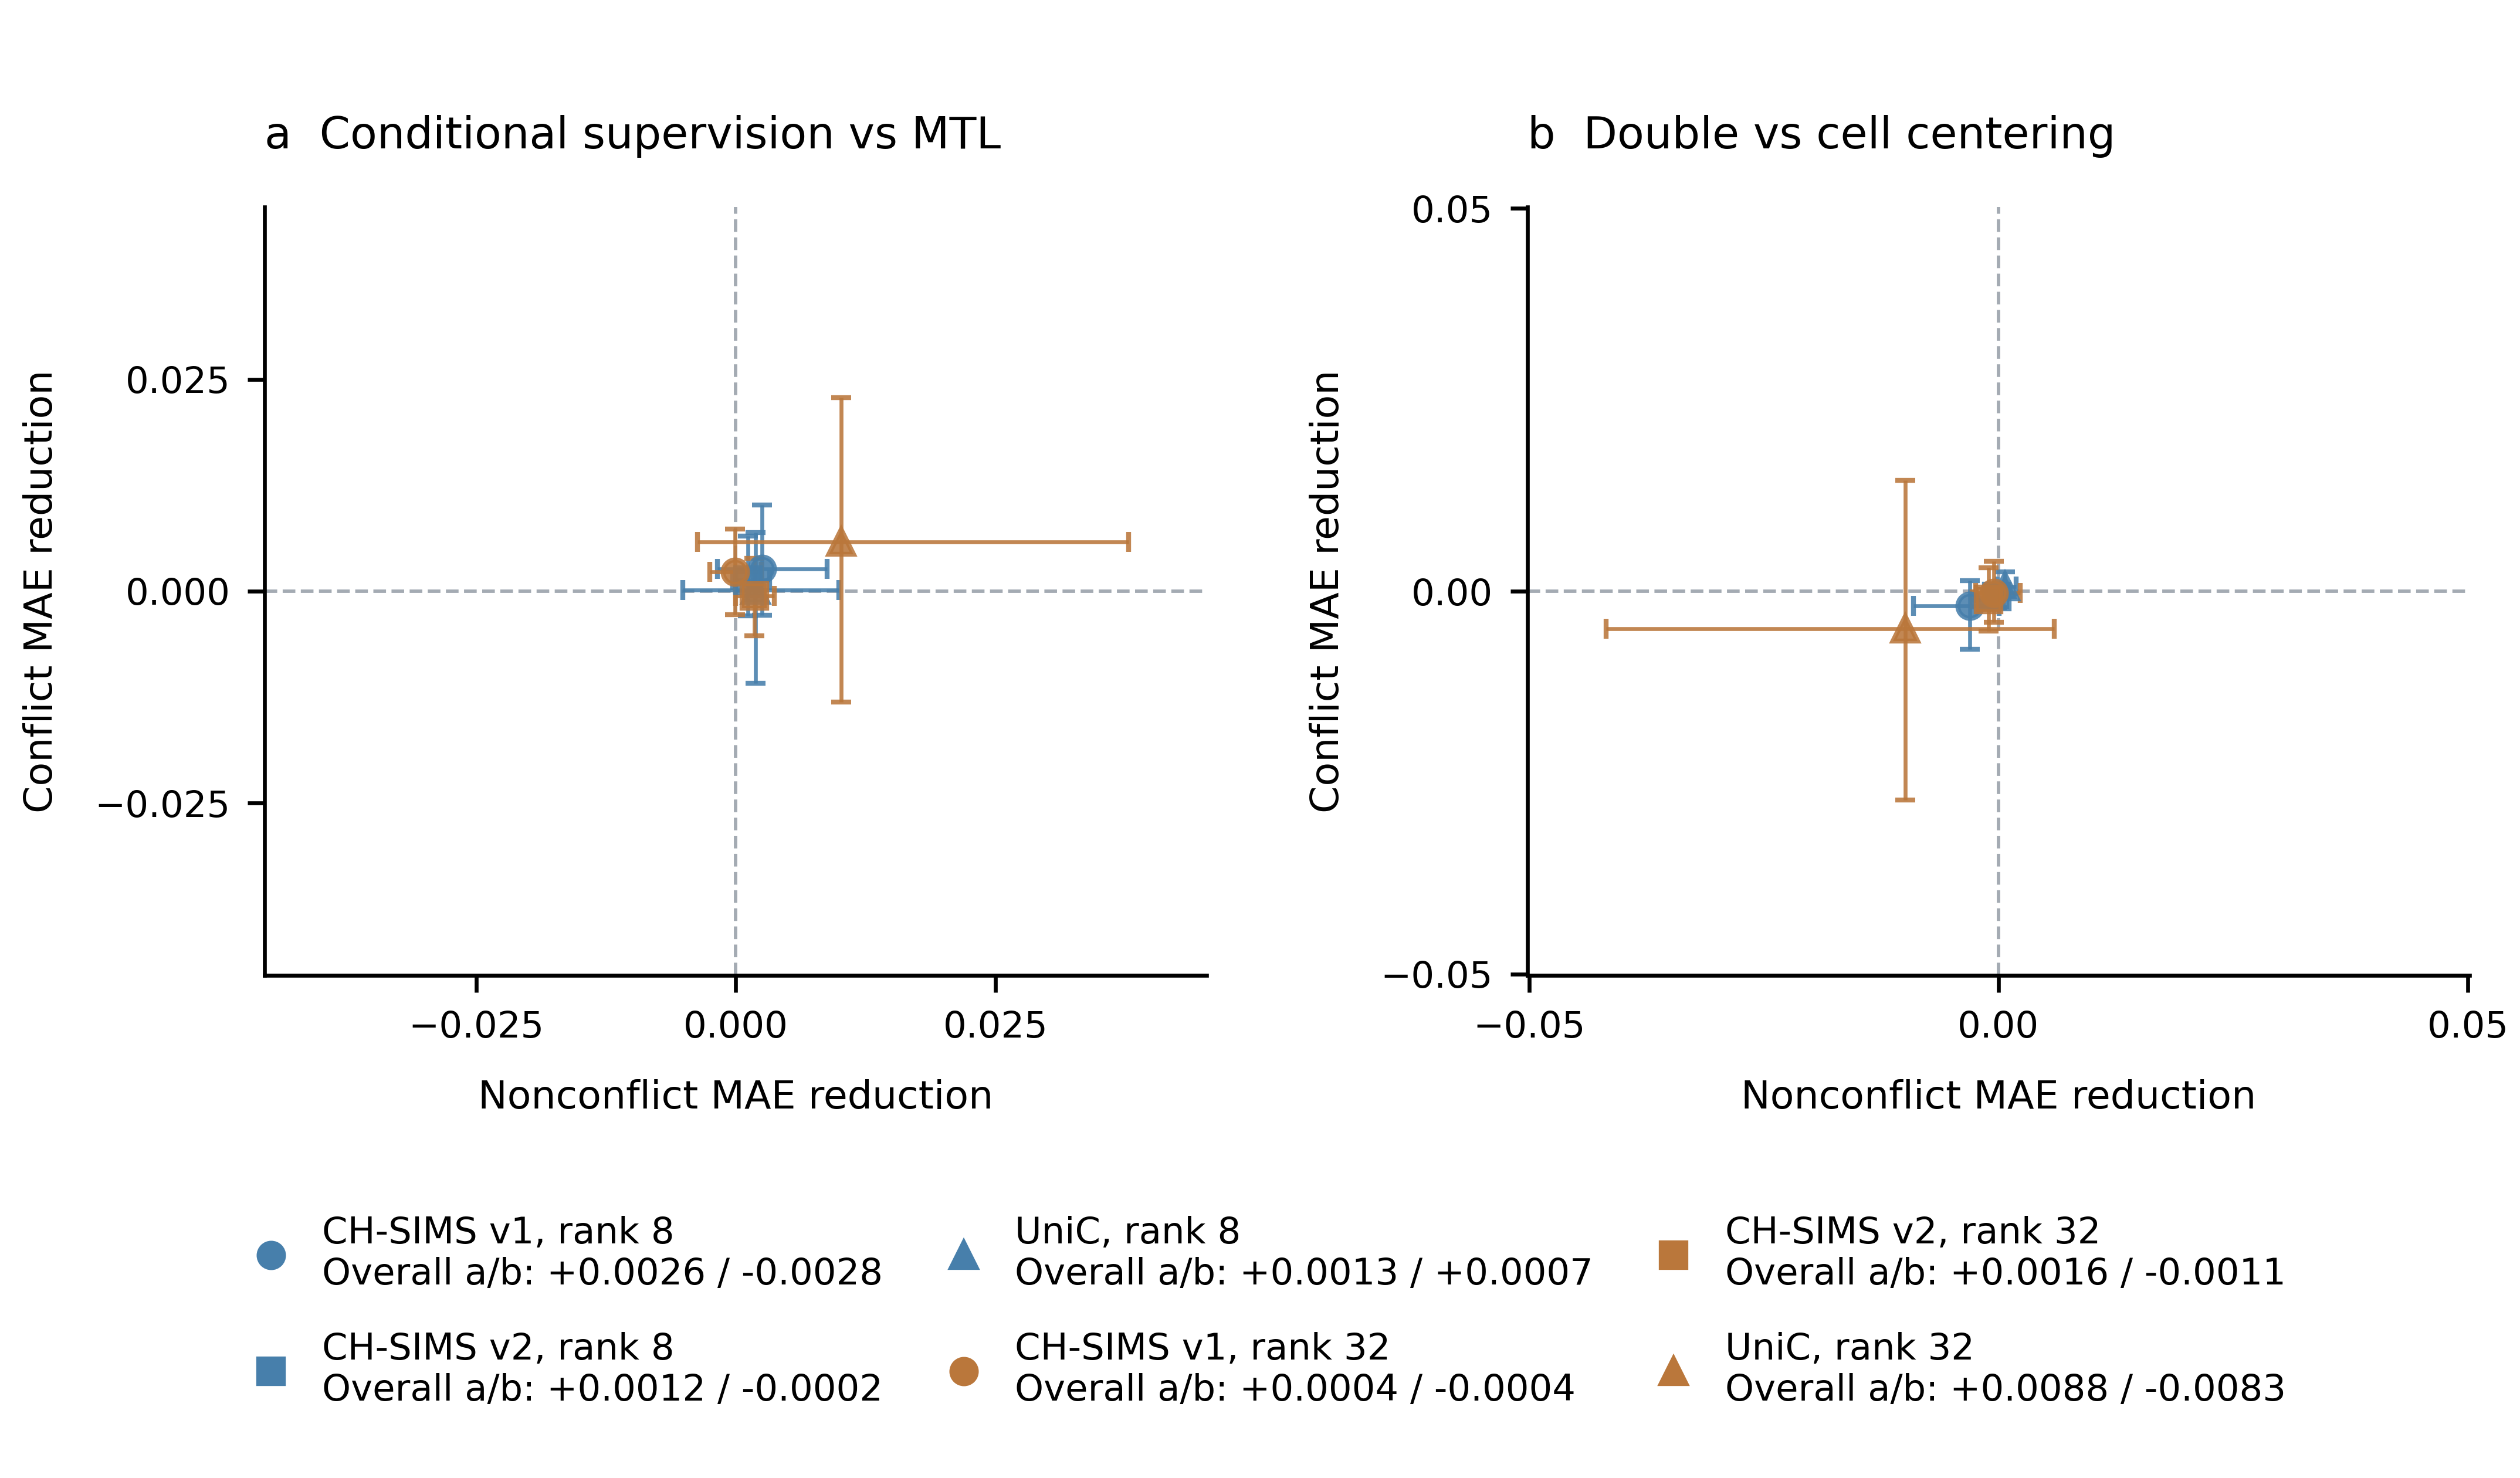 a Conditional supervision vs MTL
Conflict MAE reduction
0.025
0.000
−0.025
−0.025 0.000 0.025
Nonconflict MAE reduction
b Double vs cell centering
Conflict MAE reduction
0.05
0.00
−0.05
−0.05 0.00 0.05
Nonconflict MAE reduction
CH-SIMS v1, rank 8
Overall a/b: +0.0026 / -0.0028
CH-SIMS v2, rank 8
Overall a/b: +0.0012 / -0.0002
UniC, rank 8
Overall a/b: +0.0013 / +0.0007
CH-SIMS v1, rank 32
Overall a/b: +0.0004 / -0.0004
CH-SIMS v2, rank 32
Overall a/b: +0.0016 / -0.0011
UniC, rank 32
Overall a/b: +0.0088 / -0.0083